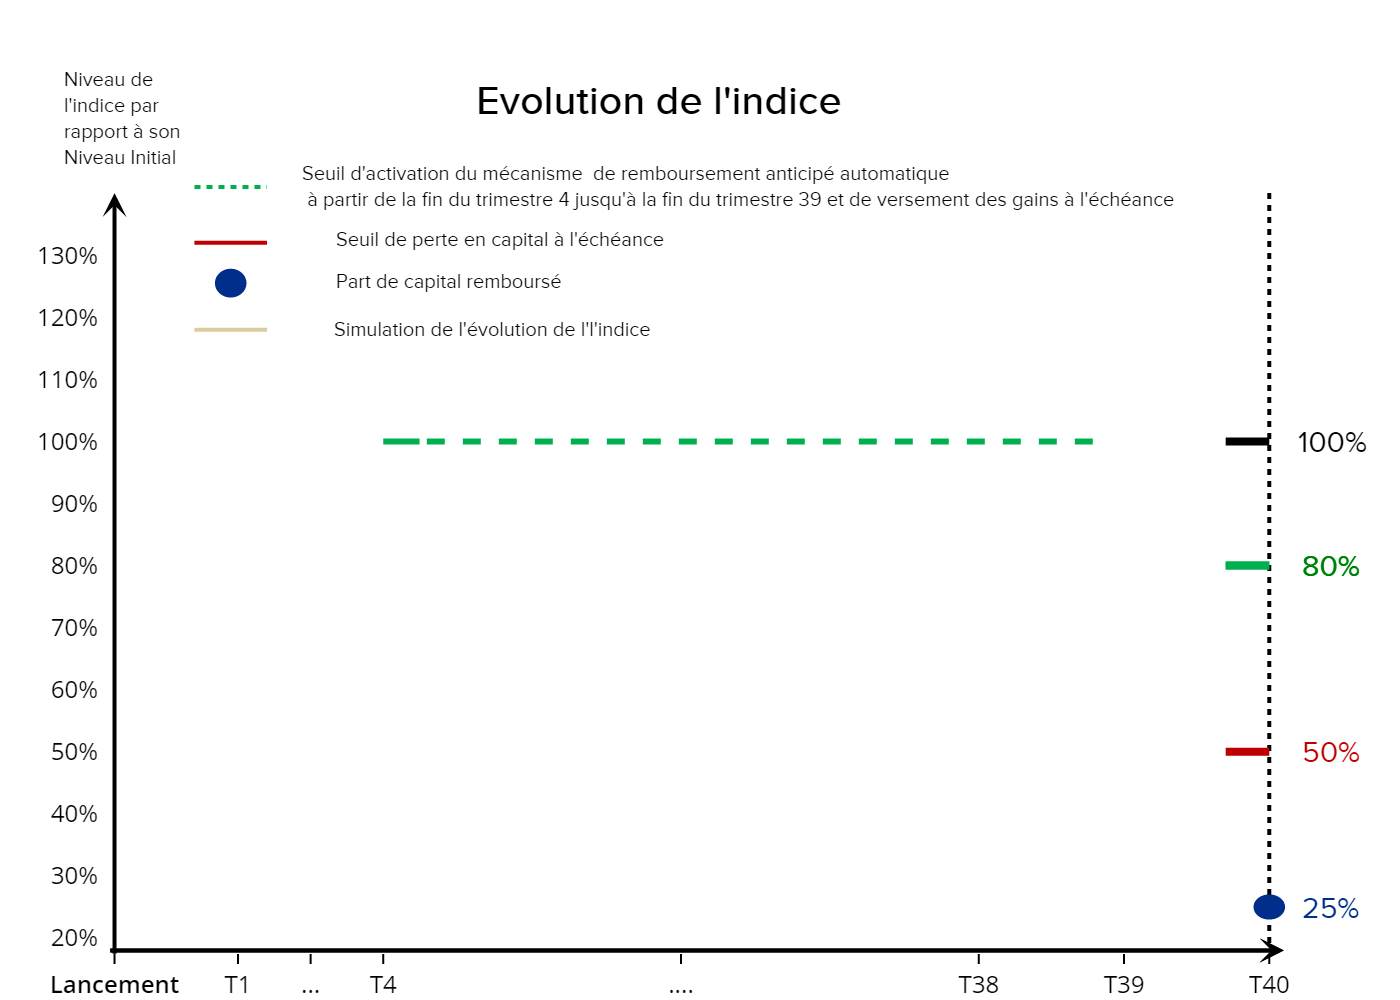 Niveau de
l'indice par
rapport à son
Niveau Initial
Evolution de l'indice
Seuil d'activation du mécanisme  de remboursement anticipé automatique
à partir de la fin du trimestre 4 jusqu'à la fin du trimestre 39 et de versement des gains à l'échéance
Seuil de perte en capital à l'échéance
Part de capital remboursé
Simulation de l'évolution de l'l'indice
130%
120%
110%
100%
90%
80%
70%
60%
50%
40%
30%
20%
100%
80%
50%
25%
Lancement T1 ... T4 .... T38 T39 T40